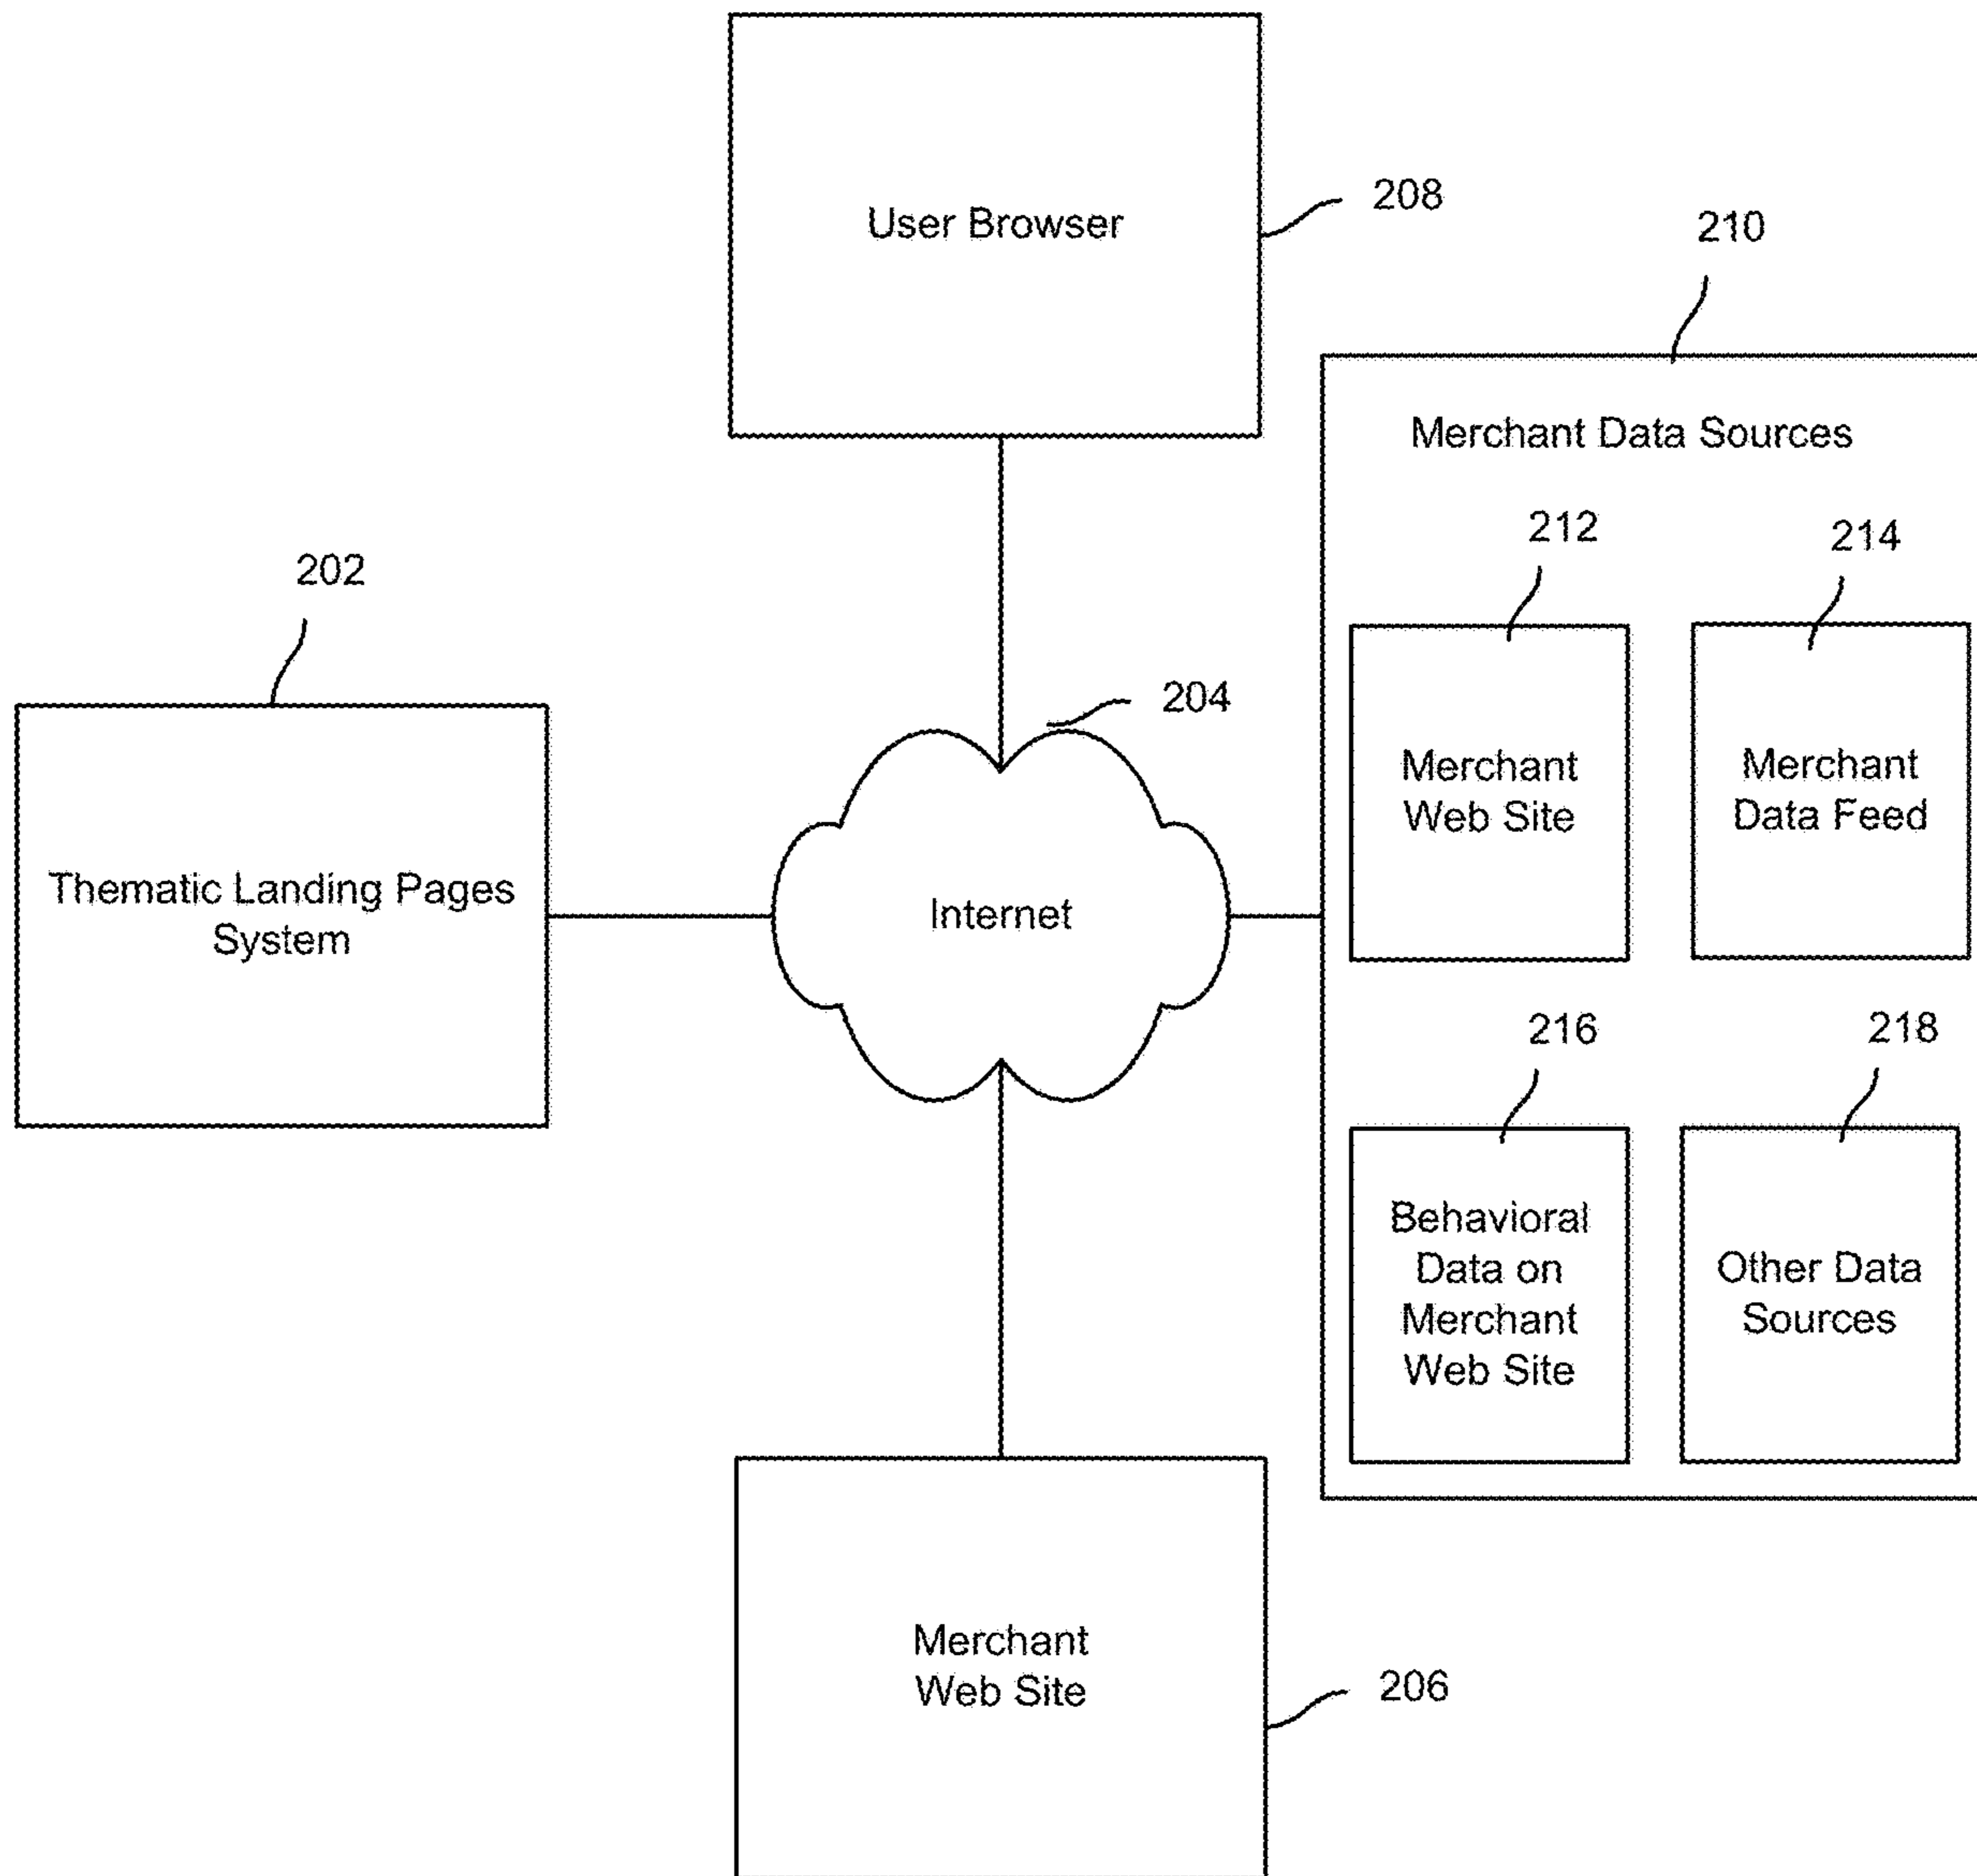 User Browser
208
210
Merchant Data Sources
212
214
Merchant
Web Site
Merchant
Data Feed
202
Thematic Landing Pages
System
204
Internet
216
218
Behavioral
Data on
Merchant
Web Site
Other Data
Sources
Merchant
Web Site
206